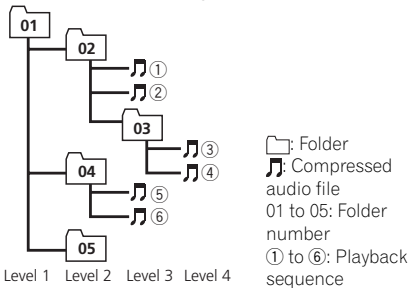 01
02
①
②
03
③
④
04
⑤
⑥
05
Level 1 Level 2 Level 3 Level 4
: Folder
: Compressed
audio file
01 to 05: Folder
number
① to ⑥: Playback
sequence